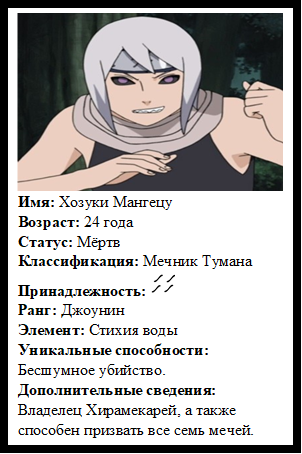 Имя: Хозуки Мангецу
Возраст: 24 года
Статус: Мёртв
Классификация: Мечник Тумана
Принадлежность:
Ранг: Джоунин
Элемент: Стихия воды
Уникальные способности:
Бесшумное убийство.
Дополнительные сведения:
Владелец Хирамекарей, а также
способен призвать все семь мечей.